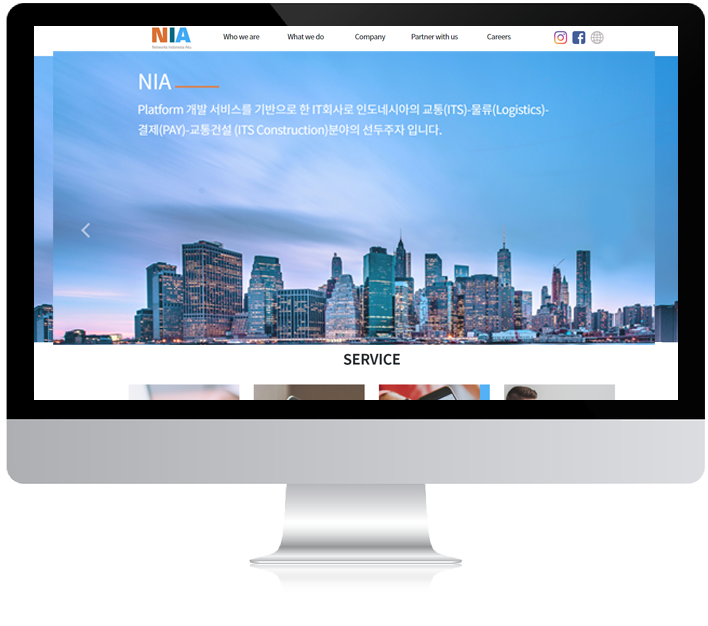 NIA
Networks Indonesia Abu
Who we are
What we do
Company
Partner with us
Careers
NIA
Platform 개발 서비스를 기반으로 한 IT회사로 인도네시아의 교통(ITS)-물류(Logistics)-
결제(PAY)-교통건설 (ITS Construction)분야의 선두주자 입니다.
SERVICE